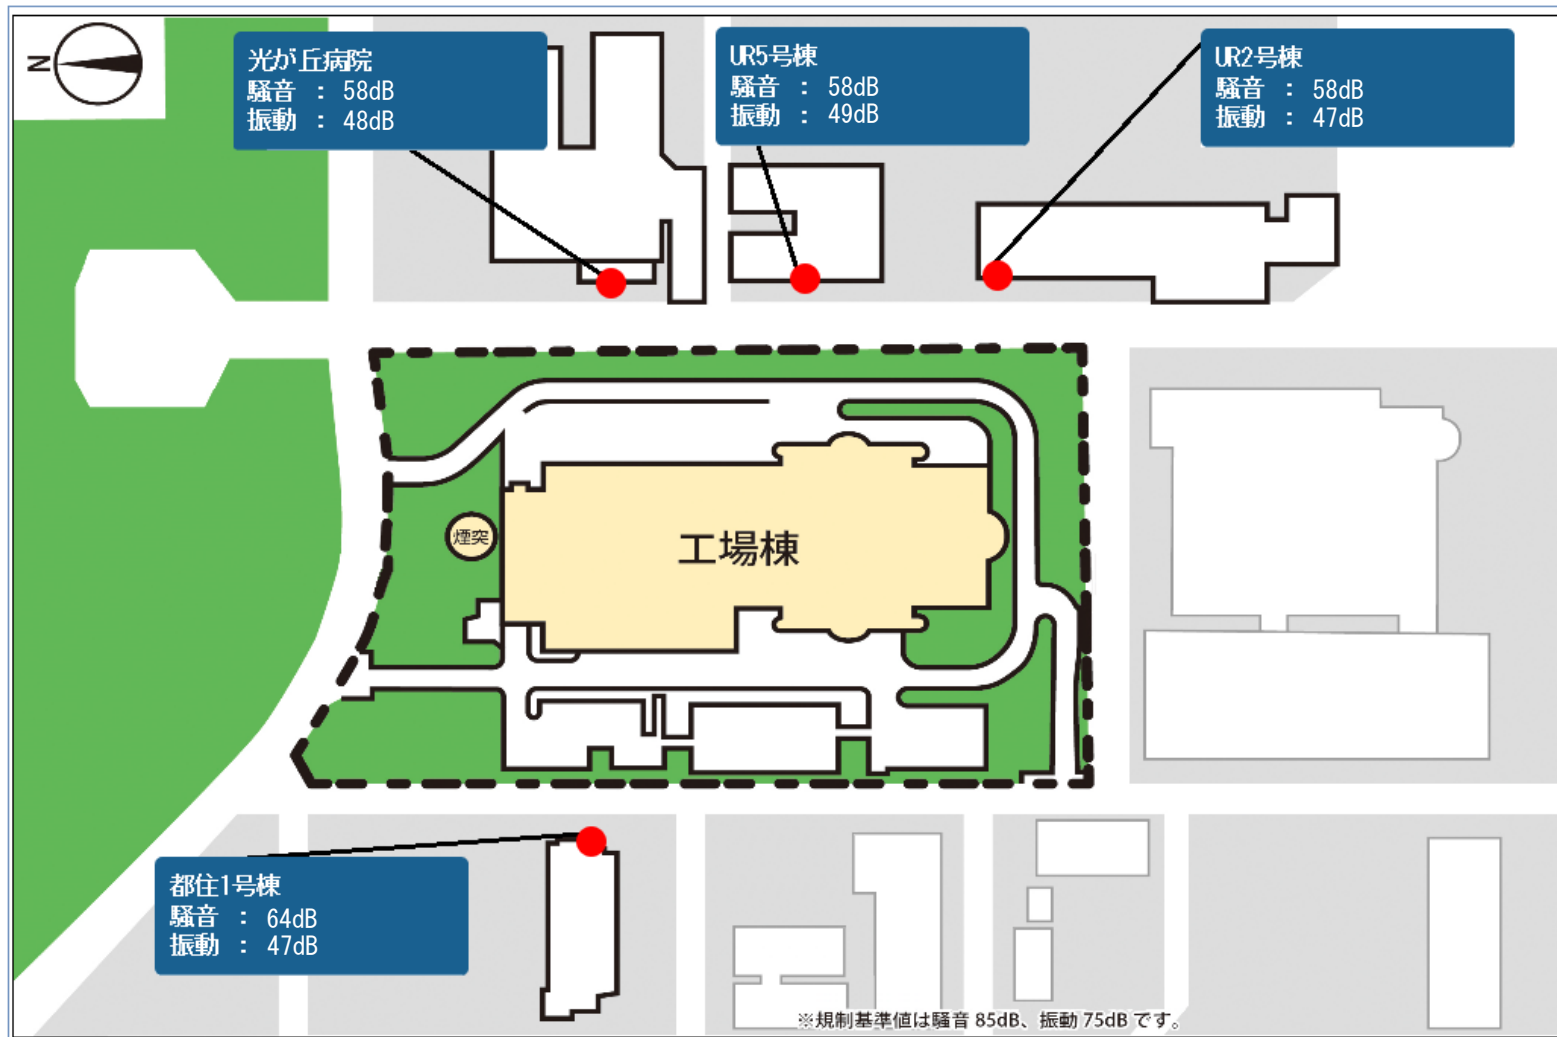 N
光が丘病院
騒音 : 58dB
振動 : 48dB
UR5号棟
騒音 : 58dB
振動 : 49dB
UR2号棟
騒音 : 58dB
振動 : 47dB
煙突
工場棟
都住1号棟
騒音 : 64dB
振動 : 47dB
※規制基準値は騒音 85dB、振動 75dB です。